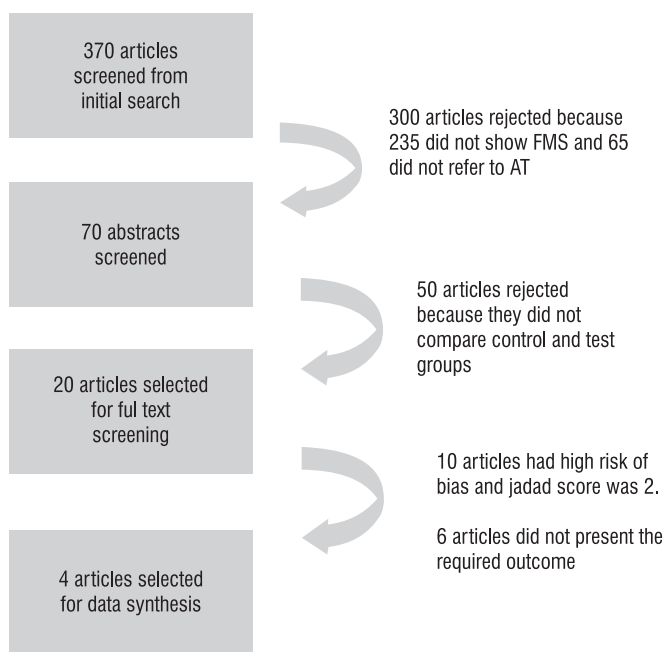 370 articles
screened from
initial search
300 articles rejected because
235 did not show FMS and 65
did not refer to AT
70 abstracts
screened
50 articles rejected
because they did not
compare control and test
groups
20 articles selected
for ful text
screening
10 articles had high risk of
bias and jadad score was 2.
6 articles did not present the
required outcome
4 articles selected
for data synthesis